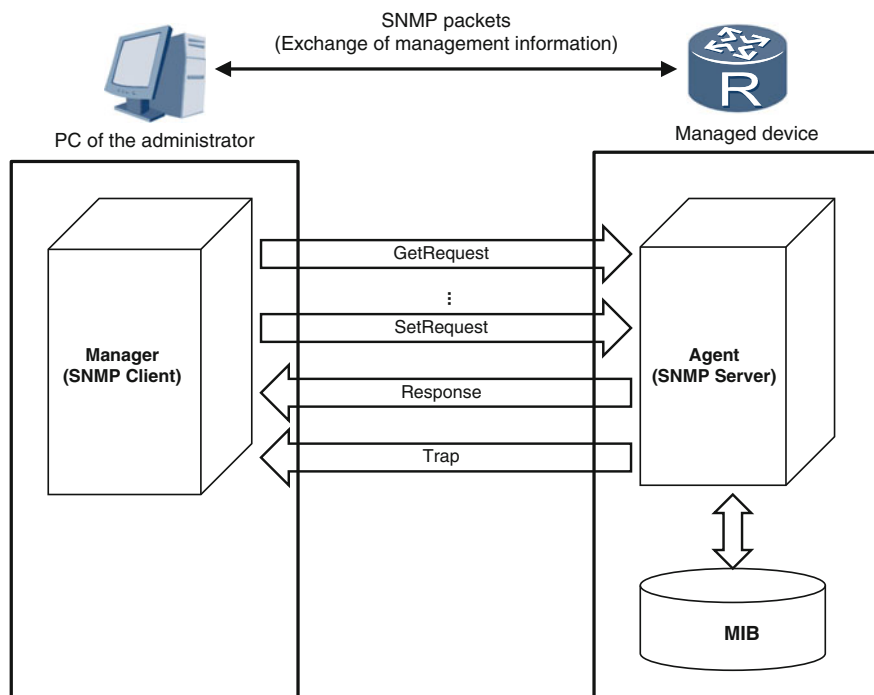 SNMP packets
(Exchange of management information)
R
PC of the administrator
Managed device
GetRequest
...
SetRequest
Manager
(SNMP Client)
Agent
(SNMP Server)
Response
Trap
MIB